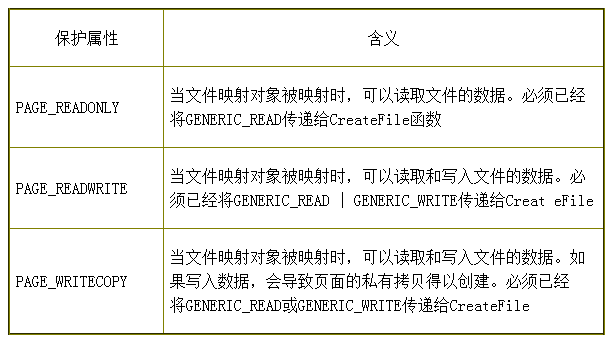 保护属性
含义
PAGE_READONLY
当文件映射对象被映射时，可以读取文件的数据。必须已经
将GENERIC_READ传递给CreateFile函数
PAGE_READWRITE
当文件映射对象被映射时，可以读取和写入文件的数据。必
须已经将GENERIC_READ | GENERIC_WRITE传递给Creat eFile
PAGE_WRITECOPY
当文件映射对象被映射时，可以读取和写入文件的数据。如
果写入数据，会导致页面的私有拷贝得以创建。必须已经
将GENERIC_READ或GENERIC_WRITE传递给CreateFile